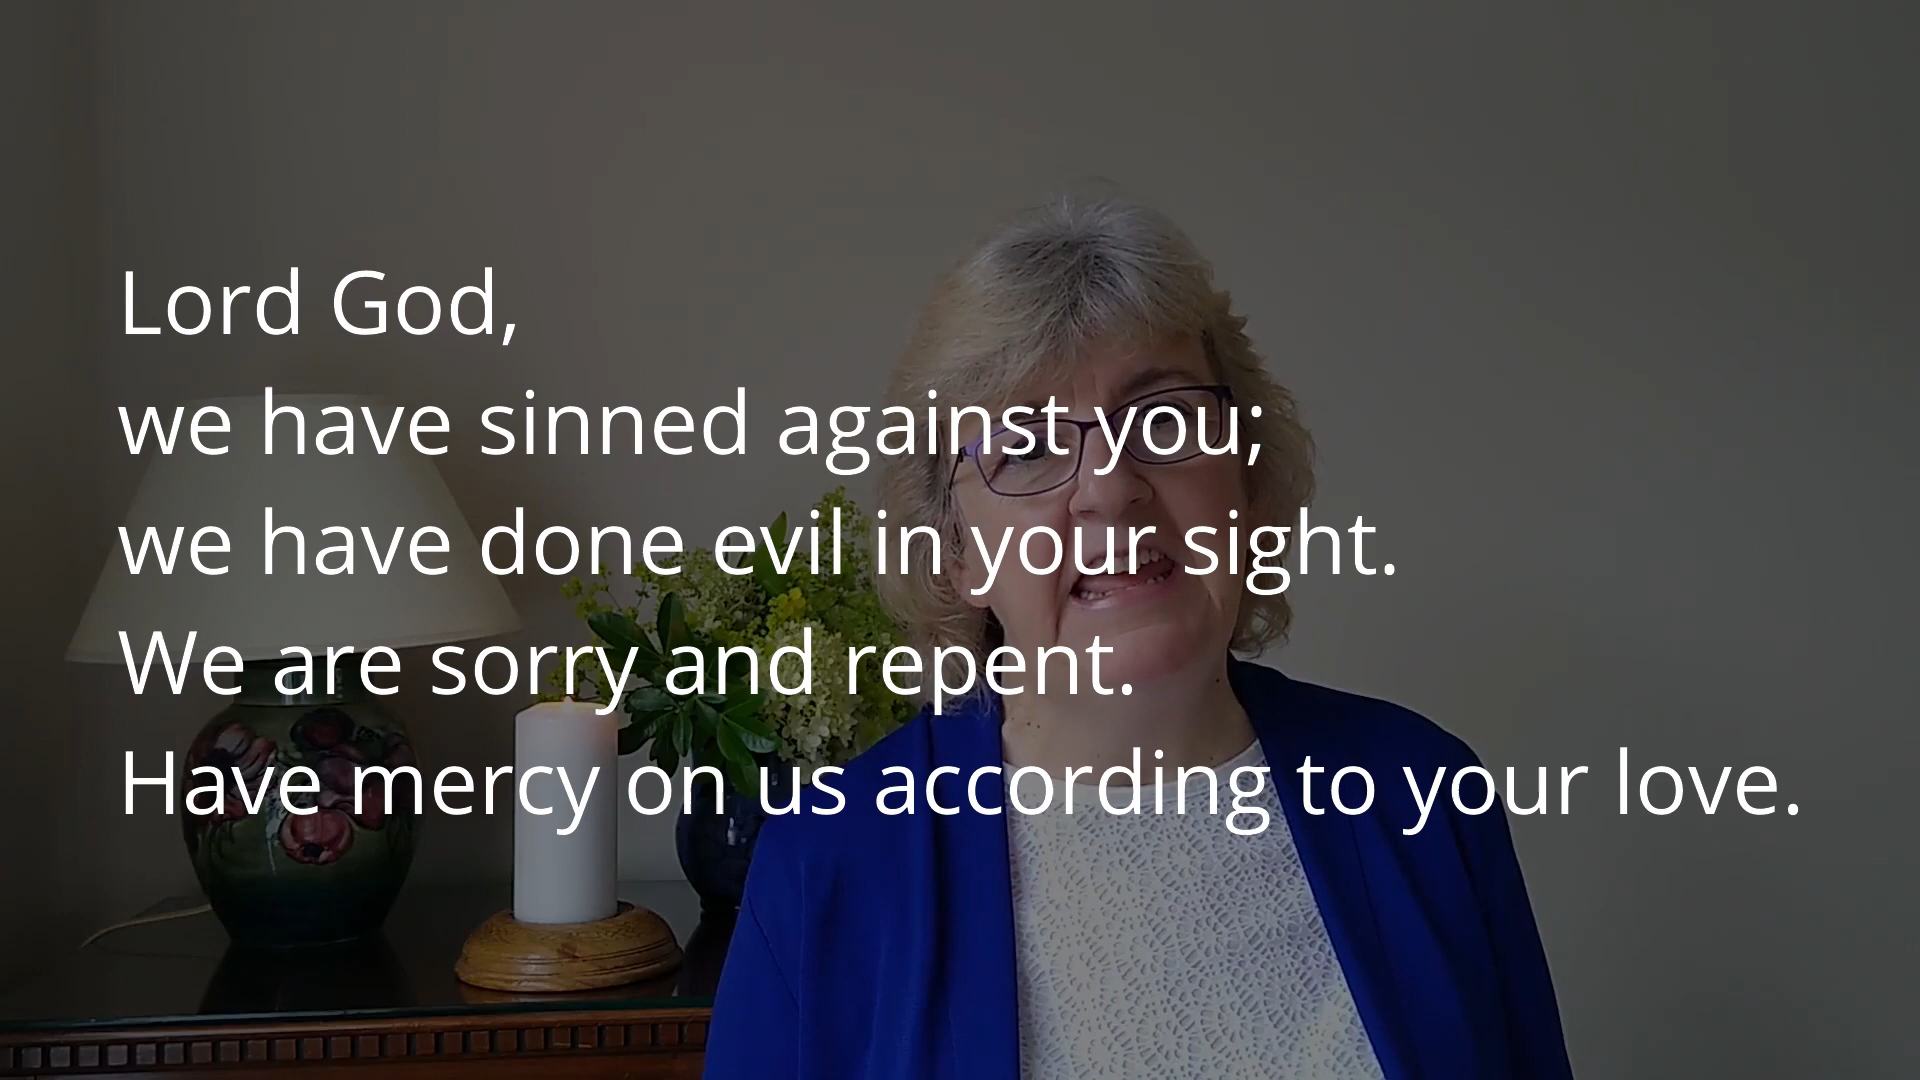 Lord God,
we have sinned against you;
we have done evil in your sight.
We are sorry and repent.
Have mercy on us according to your love.